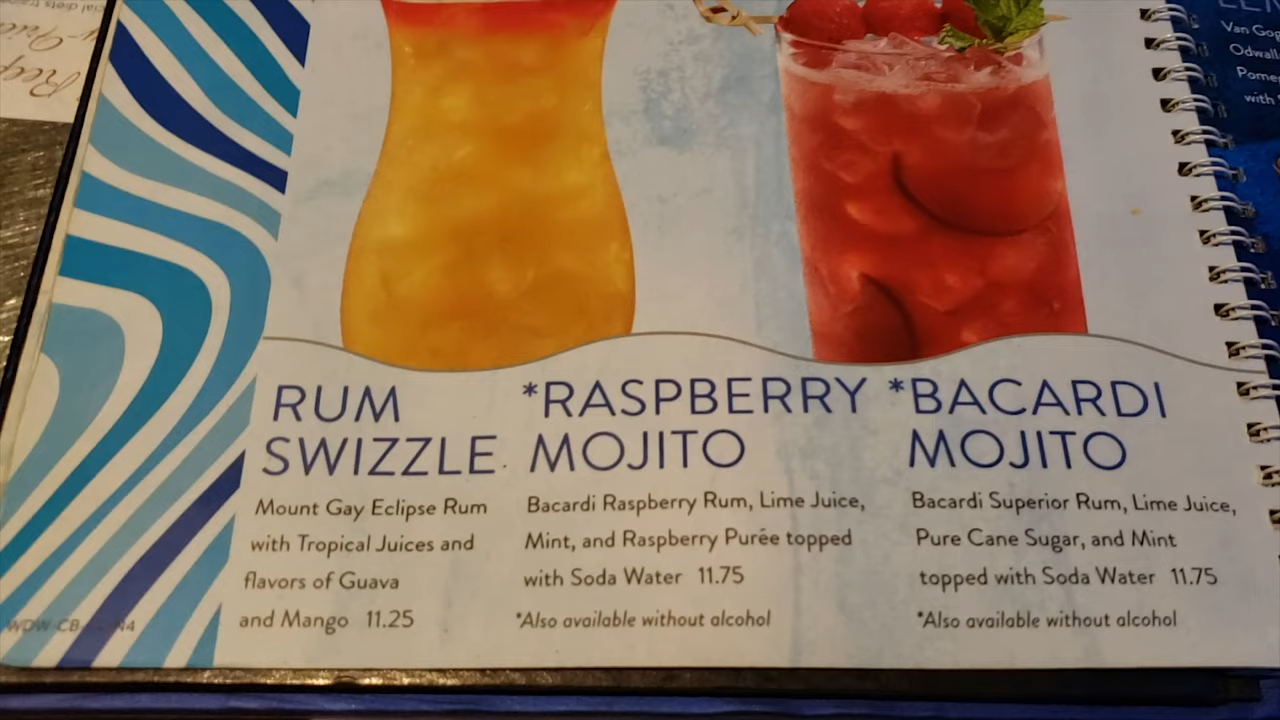 RUM
SWIZZLE
Mount Gay Eclipse Rum
with Tropical Juices and
flavors of Guava
and Mango 11.25
*RASPBERRY
MOJITO
Bacardi Raspberry Rum, Lime Juice,
Mint, and Raspberry Purée topped
with Soda Water 11.75
*Also available without alcohol
*BACARDI
MOJITO
Bacardi Superior Rum, Lime Juice,
Pure Cane Sugar, and Mint
topped with Soda Water 11.75
*Also available without alcohol
Van
with